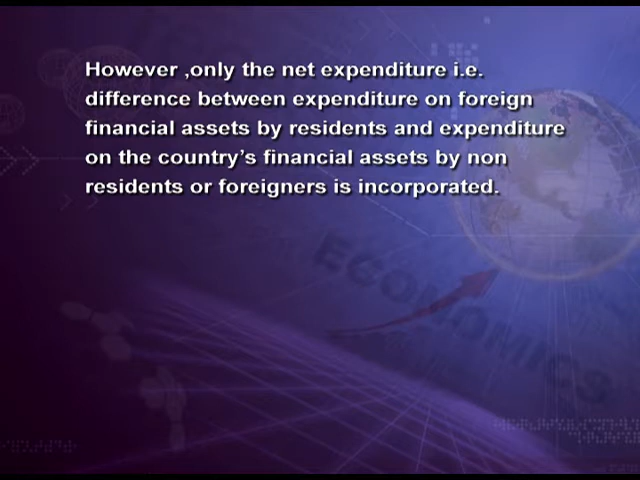 However ,only the net expenditure i.e.
difference between expenditure on foreign
financial assets by residents and expenditure
on the country's financial assets by non
residents or foreigners is incorporated.
ECONOMICS